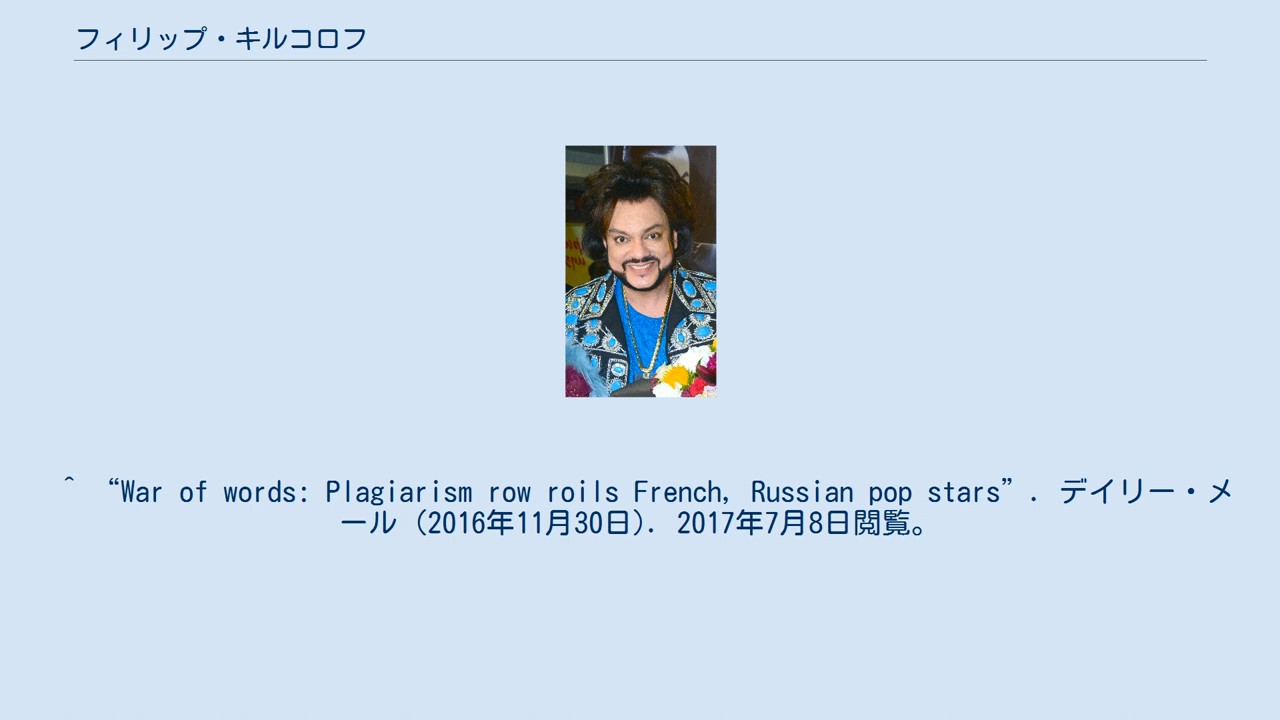 フィリップ・キルコロフ
^ “War of words: Plagiarism row roils French, Russian pop stars”. デイリー・メ
ール (2016年11月30日). 2017年7月8日閲覧。